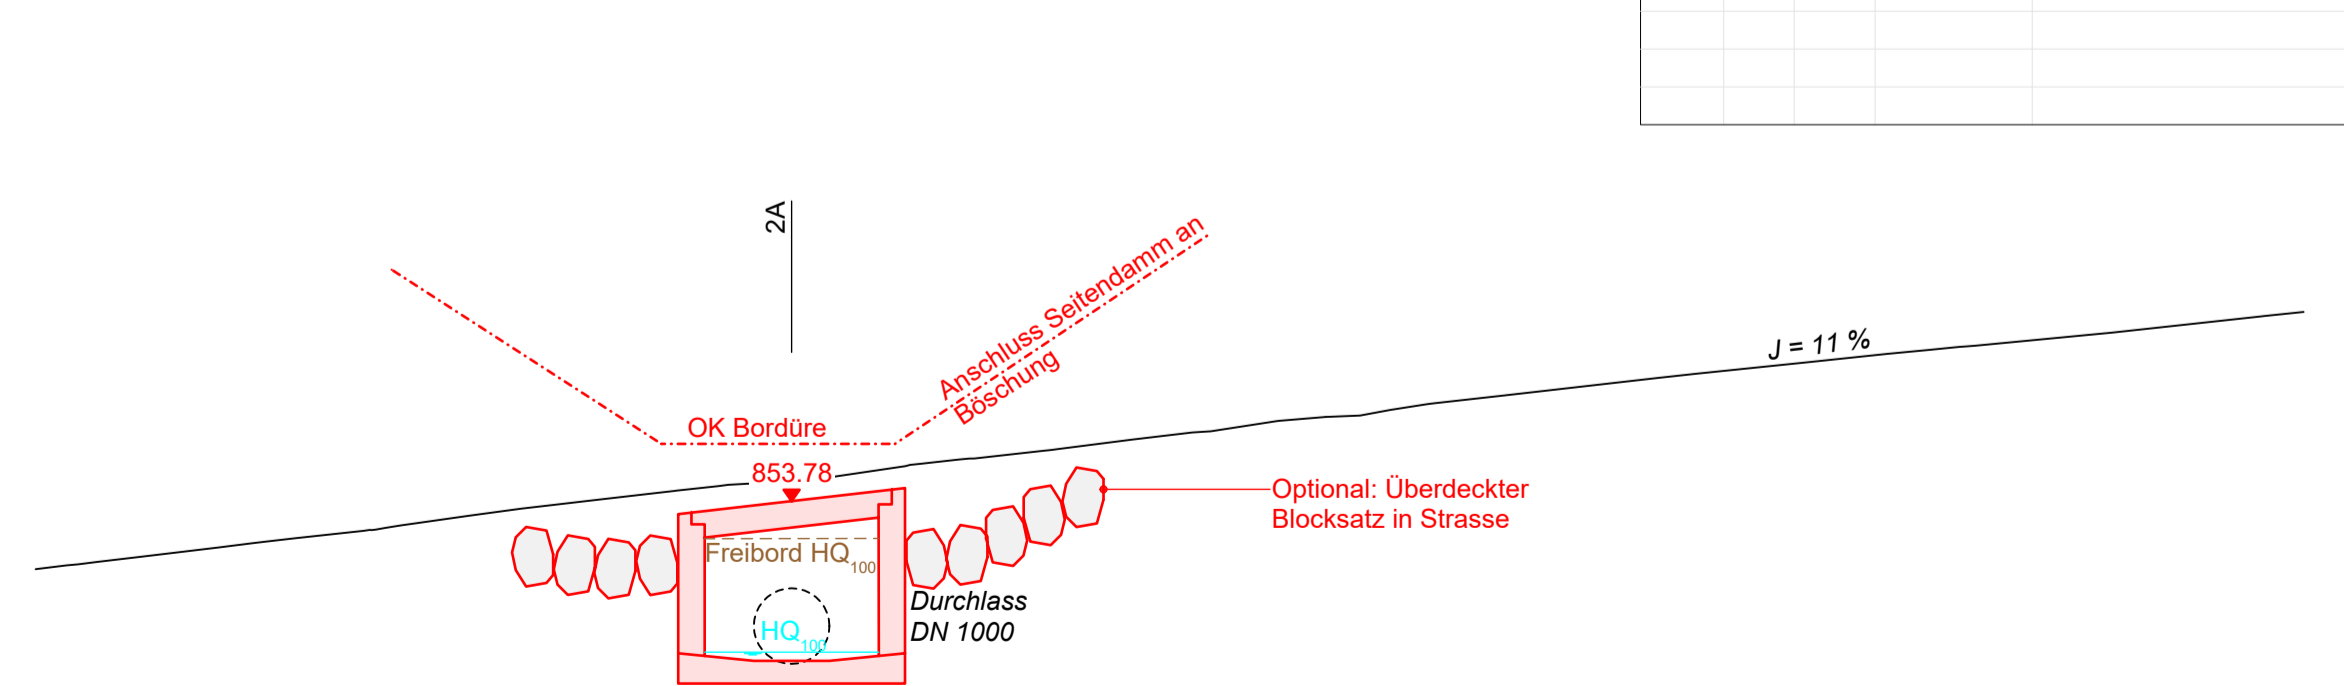 2A
Anschluss Seitendamm an
Böschung
J = 11 %
OK Bordüre
853.78
Optional: Überdeckter
Blocksatz in Strasse
Freibord HQ100
Durchlass
DN 1000
HQ100